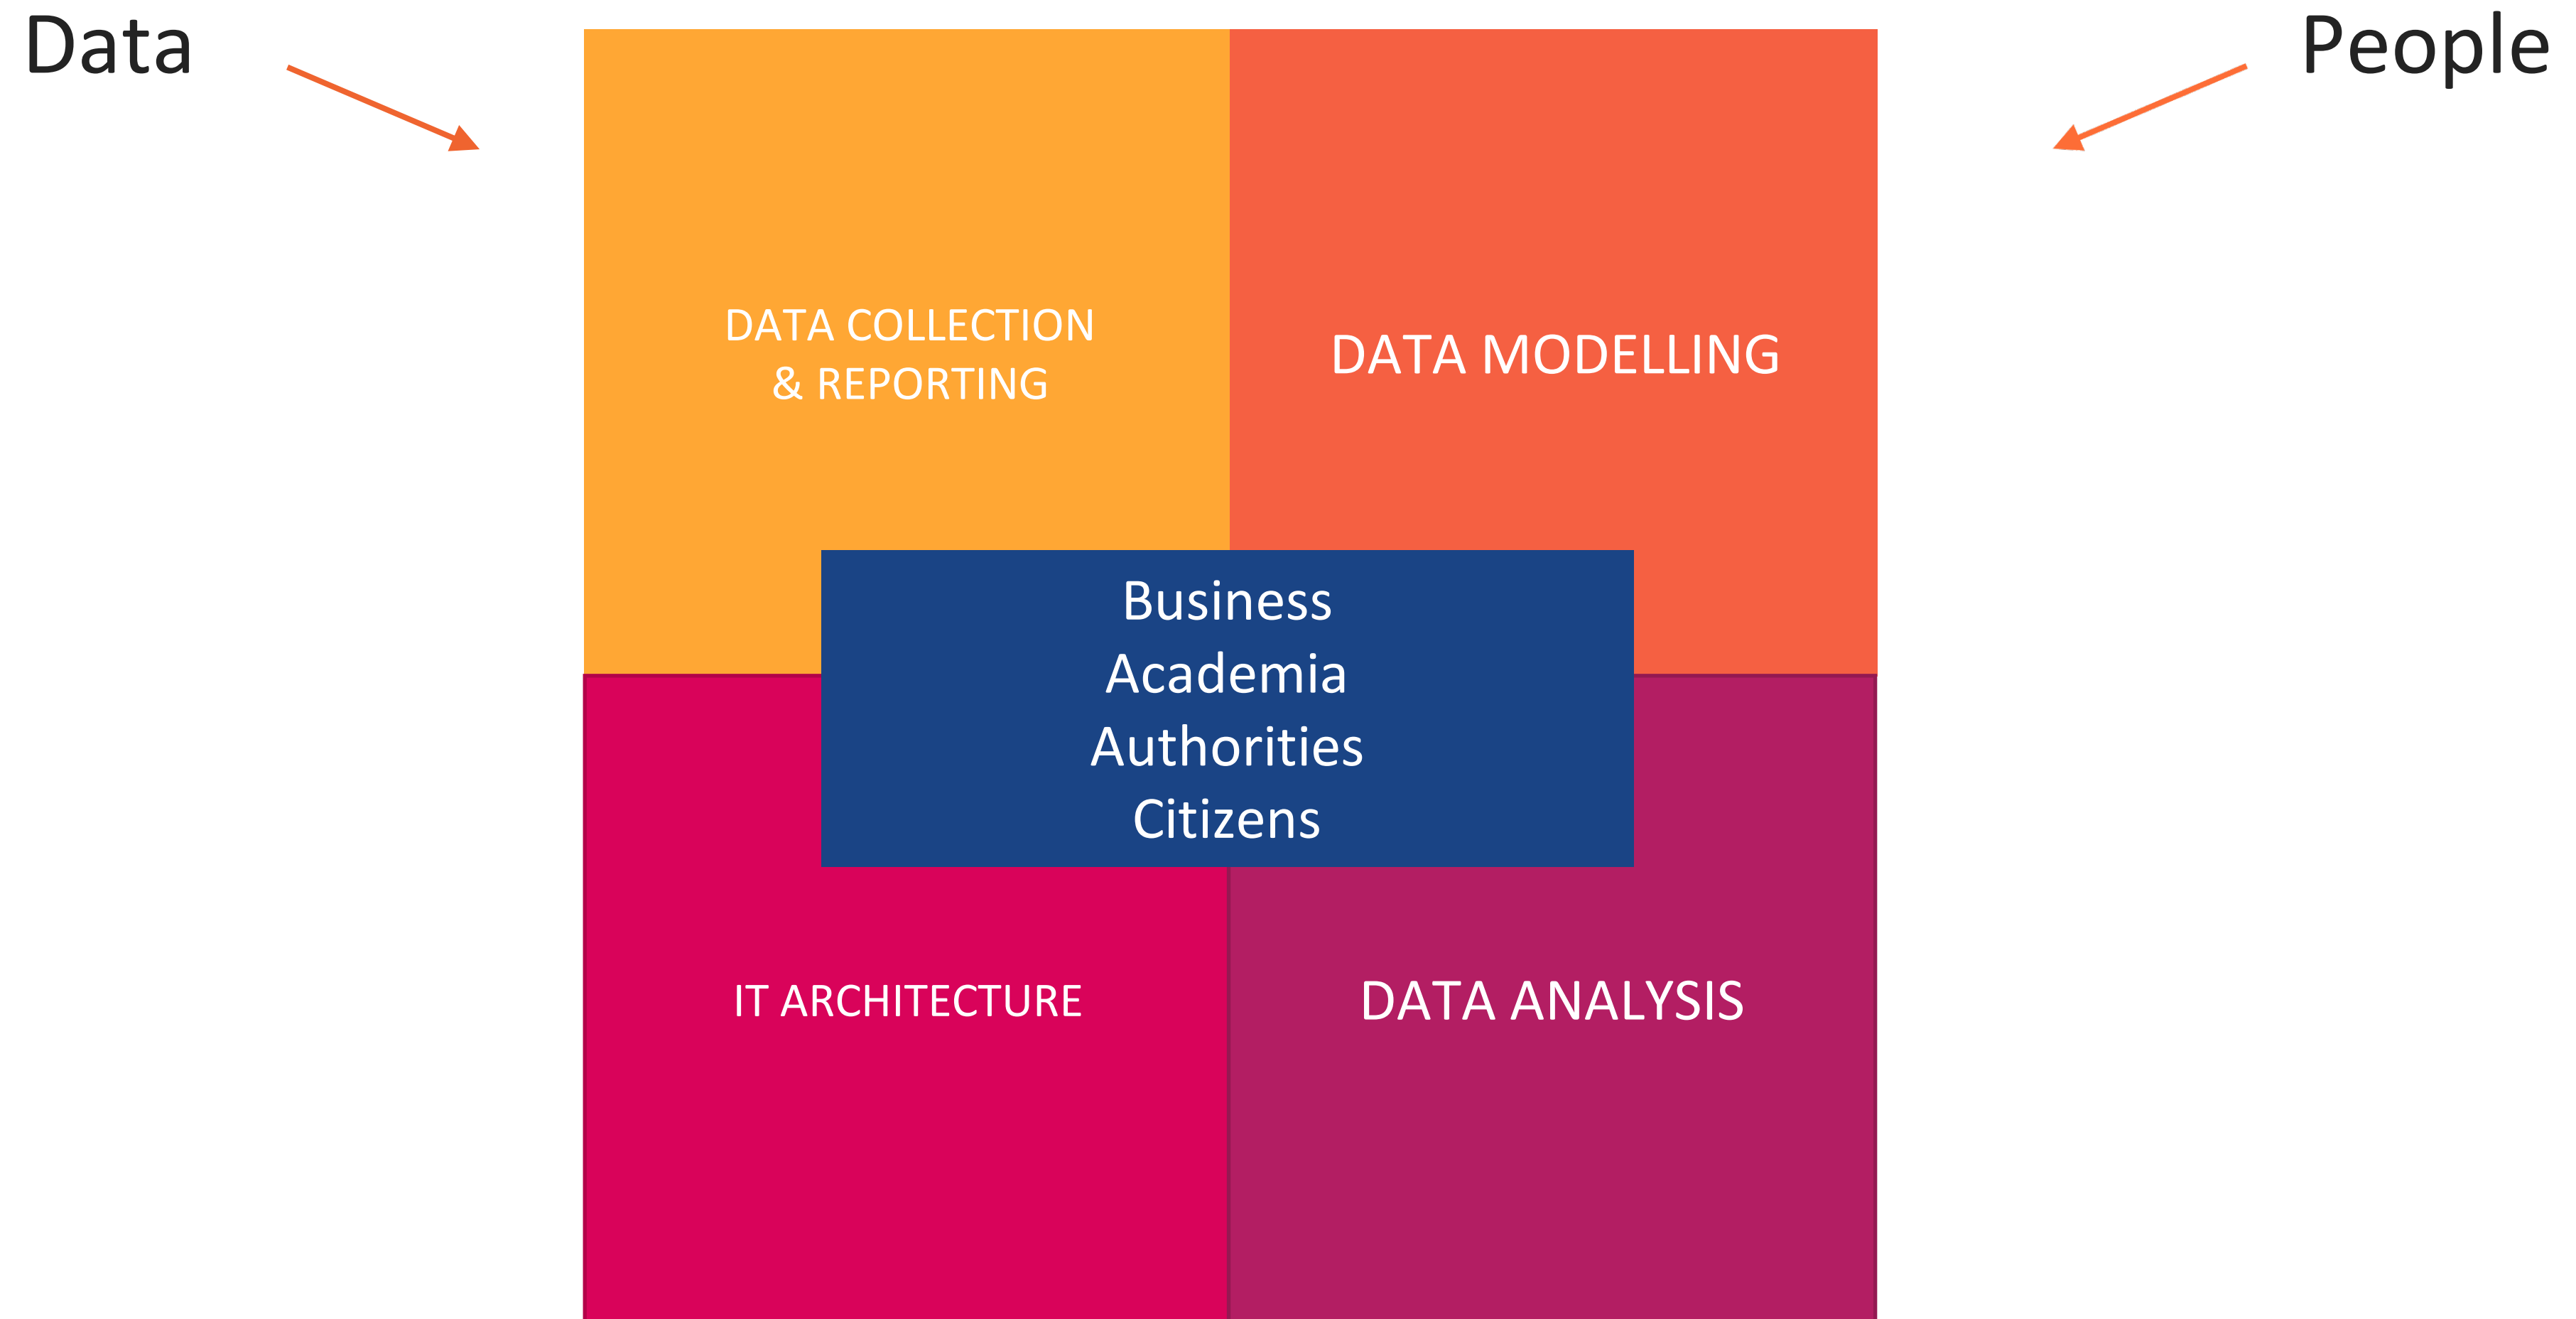 Data
People
DATA COLLECTION
& REPORTING
DATA MODELLING
Business
Academia
Authorities
Citizens
IT ARCHITECTURE
DATA ANALYSIS